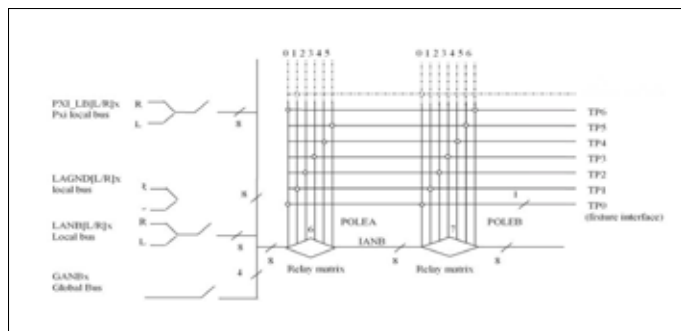 0 1 2 3 4 5
0 1 2 3 4 5 6
PXI_LB[L/R]x
Pxi local bus
R
L
8
TP6
TP5
TP4
TP3
TP2
TP1
TP0
(fixture interface)
LAGND[L/R]x
local bus
8
1
LANB[L/R]x
Local bus
R
L
8
POLEA
6
IANB
7
POLEB
8
8
8
Relay matrix
Relay matrix
GANBx
Global Bus
4